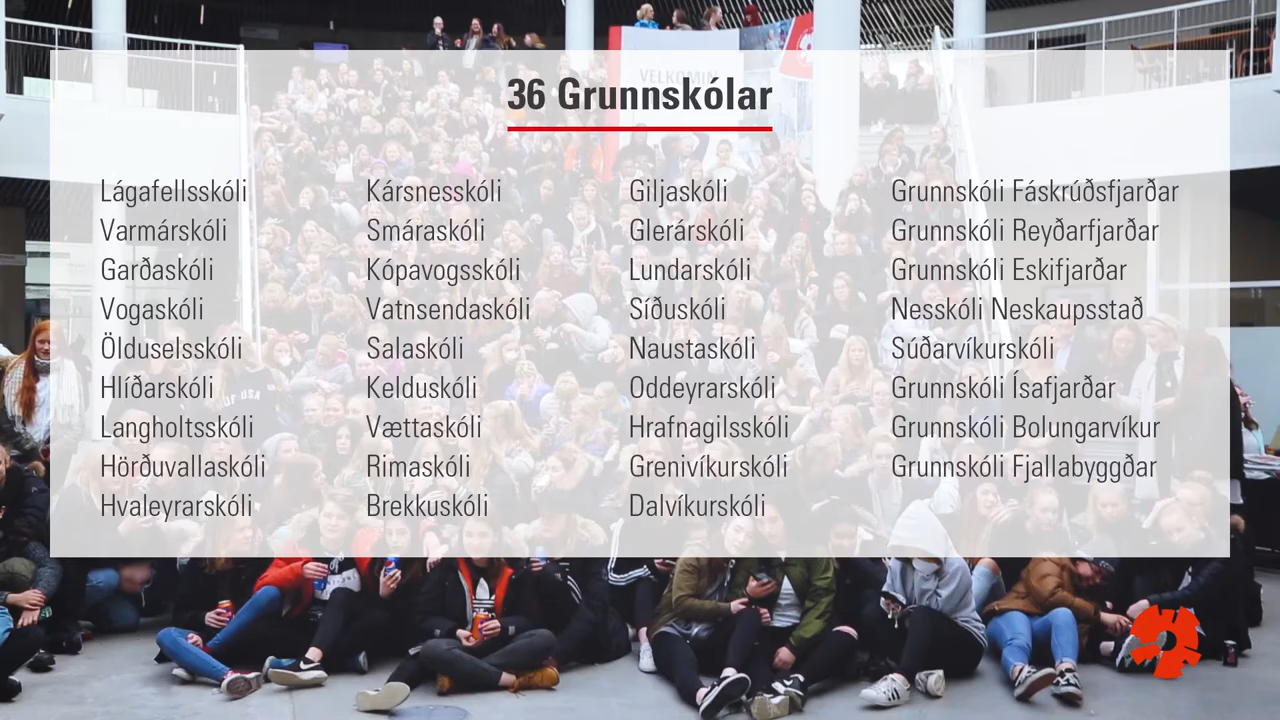 VELKOMIN
36 Grunnskólar
Lágafellsskóli
Varmárskóli
Garðaskóli
Vogaskóli
Ölduselsskóli
Hlíðarskóli
Langholtsskóli
Hörðuvallaskóli
Hvaleyrarskóli
Kársnesskóli
Smáraskóli
Kópavogsskóli
Vatnsendaskóli
Salaskóli
Kelduskóli
Vættaskóli
Rimaskóli
Brekkuskóli
Giljaskóli
Glerárskóli
Lundarskóli
Síðuskóli
Naustaskóli
Oddeyrarskóli
Hrafnagilsskóli
Grenivíkurskóli
Dalvíkurskóli
Grunnskóli Fáskrúðsfjarðar
Grunnskóli Reyðarfjarðar
Grunnskóli Eskifjarðar
Nesskóli Neskaupsstað
Súðarvíkurskóli
Grunnskóli Ísafjarðar
Grunnskóli Bolungarvíkur
Grunnskóli Fjallabyggðar